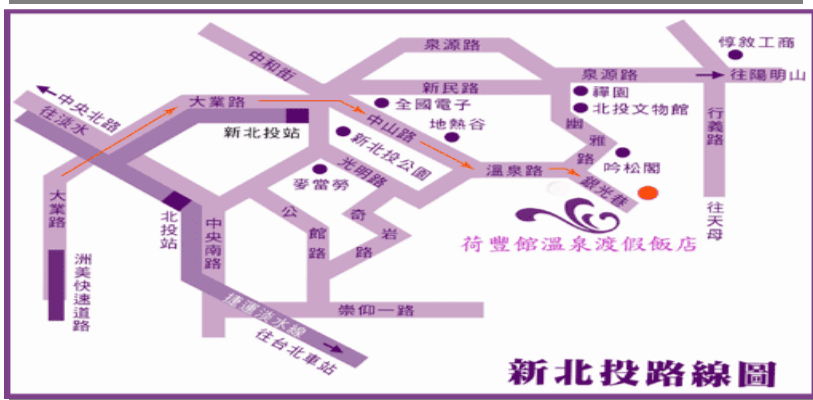 泉源路
惇敘工商
中和街
新民路
泉源路
往陽明山
中央北路
往淡水
大業路
全國電子
禪園
北投文物館
新北投站
中山路
地熱谷
幽雅路
行義路
新北投公園
光明路
溫泉路
吟松閣
麥當勞
銀光巷
大業路
北投站
公館路
奇岩路
往天母
中央南路
荷豐館溫泉渡假飯店
洲美快速道路
捷運淡水線
往台北車站
崇仰一路
新北投路線圖